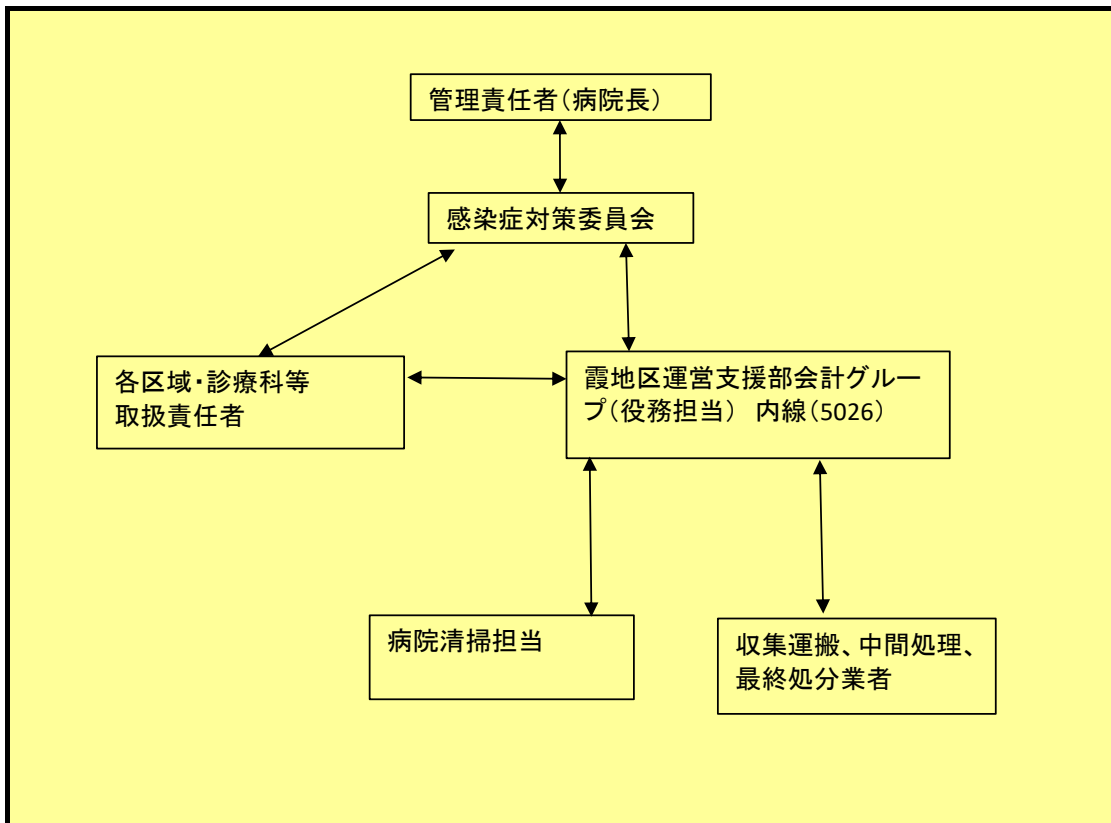 管理責任者(病院長)
感染症対策委員会
各区域・診療科等
取扱責任者
霞地区運営支援部会計グルー
プ(役務担当) 内線(5026)
病院清掃担当
収集運搬、中間処理、
最終処分業者